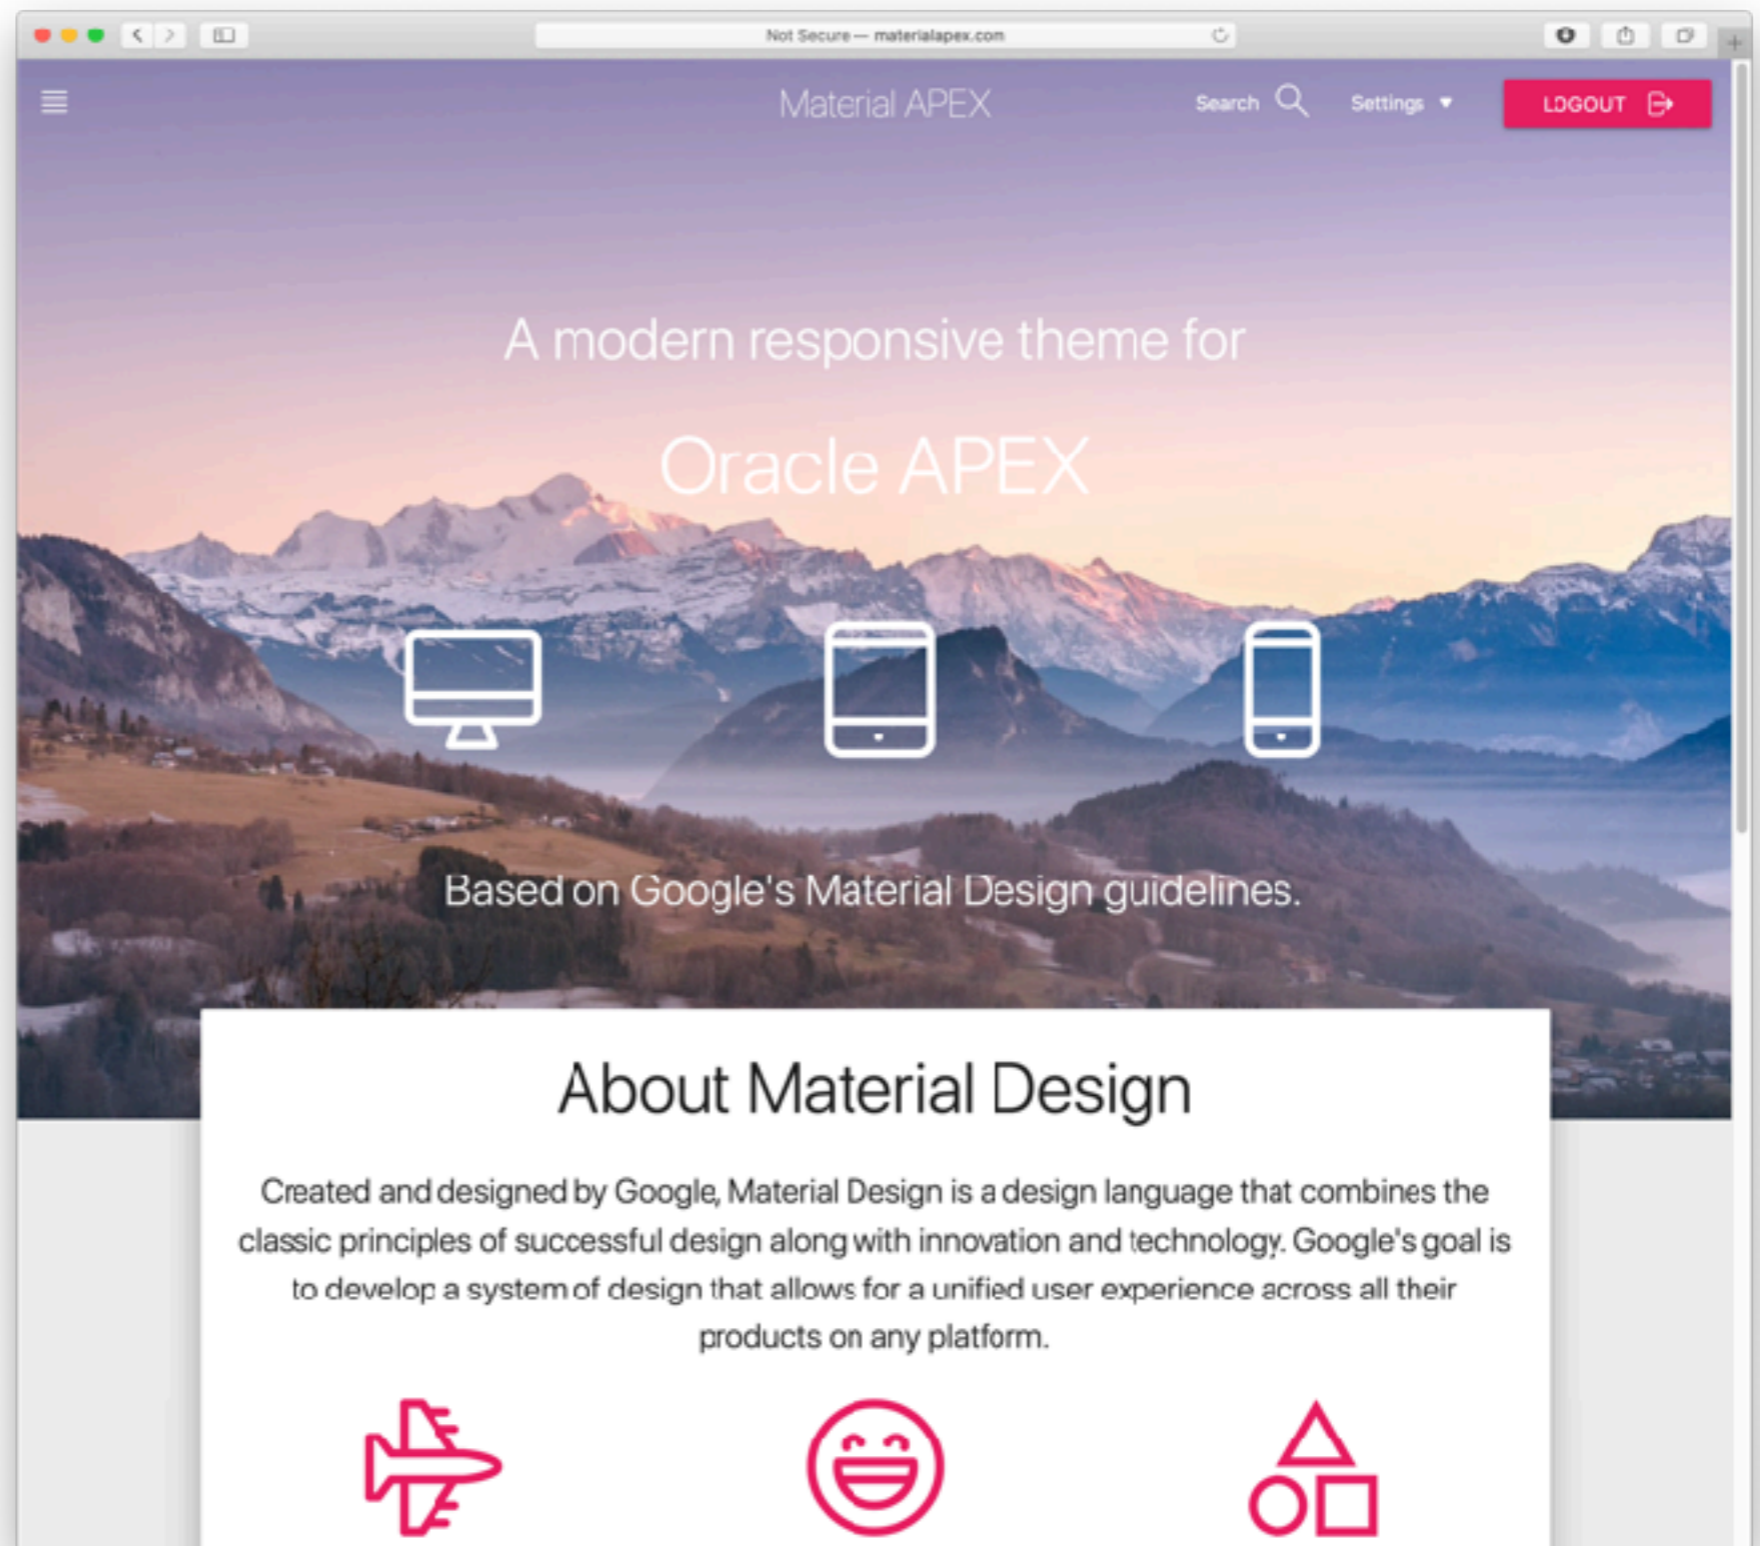 Not Secure — materialapex.com
Material APEX
Search
Settings
LOGOUT
A modern responsive theme for
Oracle APEX
Based on Google's Material Design guidelines.
About Material Design
Created and designed by Google, Material Design is a design language that combines the
classic principles of successful design along with innovation and technology. Google's goal is
to develop a system of design that allows for a unified user experience across all their
products on any platform.